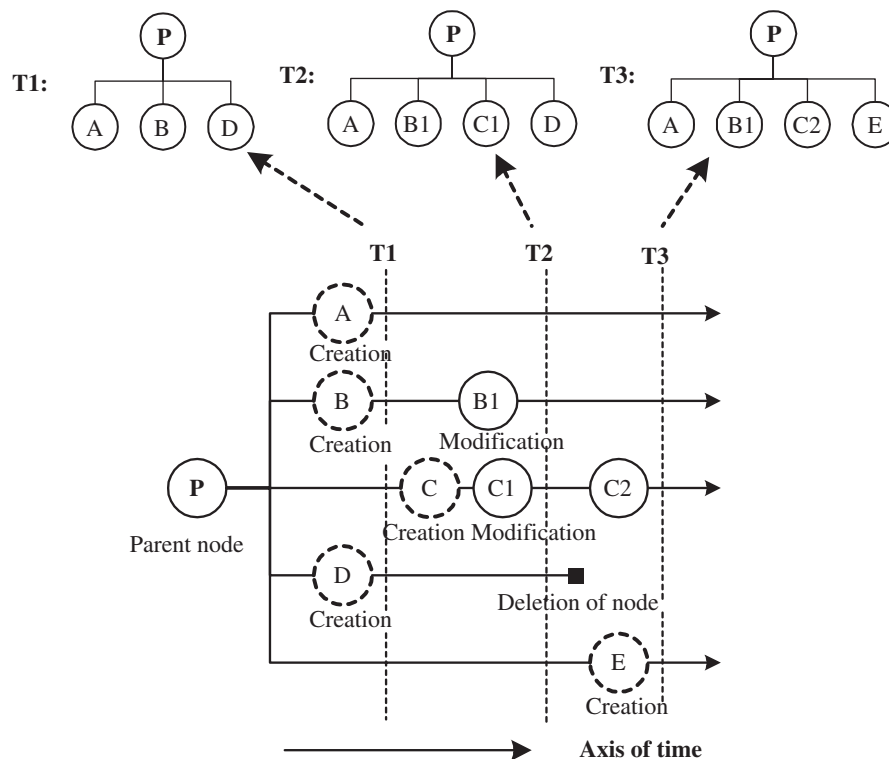 P P P
T1: T2: T3:
A B D A B1 C1 D A B1 C2 E
T1 T2 T3
A
Creation
B B1
Creation Modification
P C C1 C2
Creation Modification
Parent node
D
Creation Deletion of node
E
Creation
Axis of time